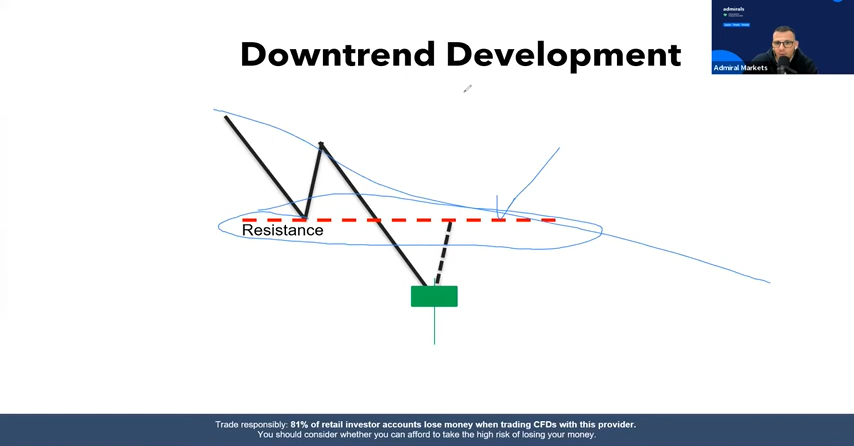 admirals
Downtrend Development
Admiral Markets
Resistance
Trade responsibly: 81% of retail investor accounts lose money when trading CFDs with this provider.
You should consider whether you can afford to take the high risk of losing your money.